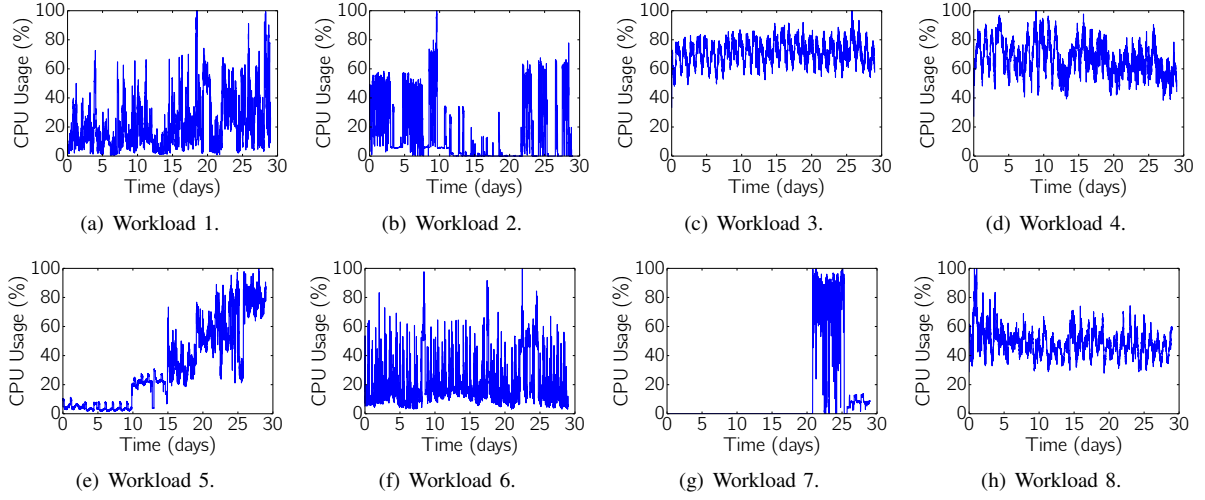 CPU Usage (%)
100
80
60
40
20
0
0 5 10 15 20 25 30
Time (days)
(a) Workload 1.
CPU Usage (%)
100
80
60
40
20
0
0 5 10 15 20 25 30
Time (days)
(b) Workload 2.
CPU Usage (%)
100
80
60
40
20
0
0 5 10 15 20 25 30
Time (days)
(c) Workload 3.
CPU Usage (%)
100
80
60
40
20
0
0 5 10 15 20 25 30
Time (days)
(d) Workload 4.
CPU Usage (%)
100
80
60
40
20
0
0 5 10 15 20 25 30
Time (days)
(e) Workload 5.
CPU Usage (%)
100
80
60
40
20
0
0 5 10 15 20 25 30
Time (days)
(f) Workload 6.
CPU Usage (%)
100
80
60
40
20
0
0 5 10 15 20 25 30
Time (days)
(g) Workload 7.
CPU Usage (%)
100
80
60
40
20
0
0 5 10 15 20 25 30
Time (days)
(h) Workload 8.